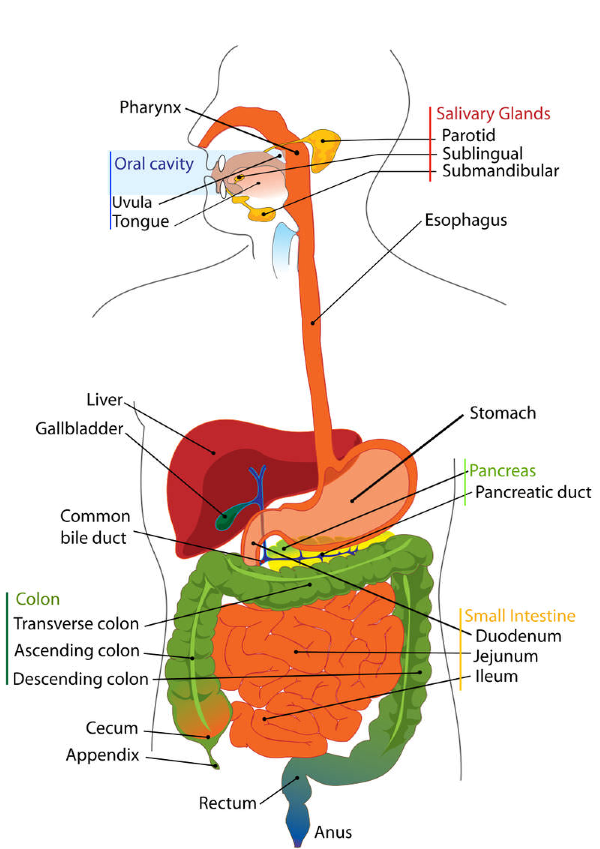 Pharynx
Salivary Glands
Parotid
Sublingual
Submandibular
Oral cavity
Uvula
Tongue
Esophagus
Liver
Gallbladder
Stomach
Pancreas
Pancreatic duct
Common
bile duct
Colon
Transverse colon
Ascending colon
Descending colon
Small Intestine
Duodenum
Jejunum
Ileum
Cecum
Appendix
Rectum
Anus